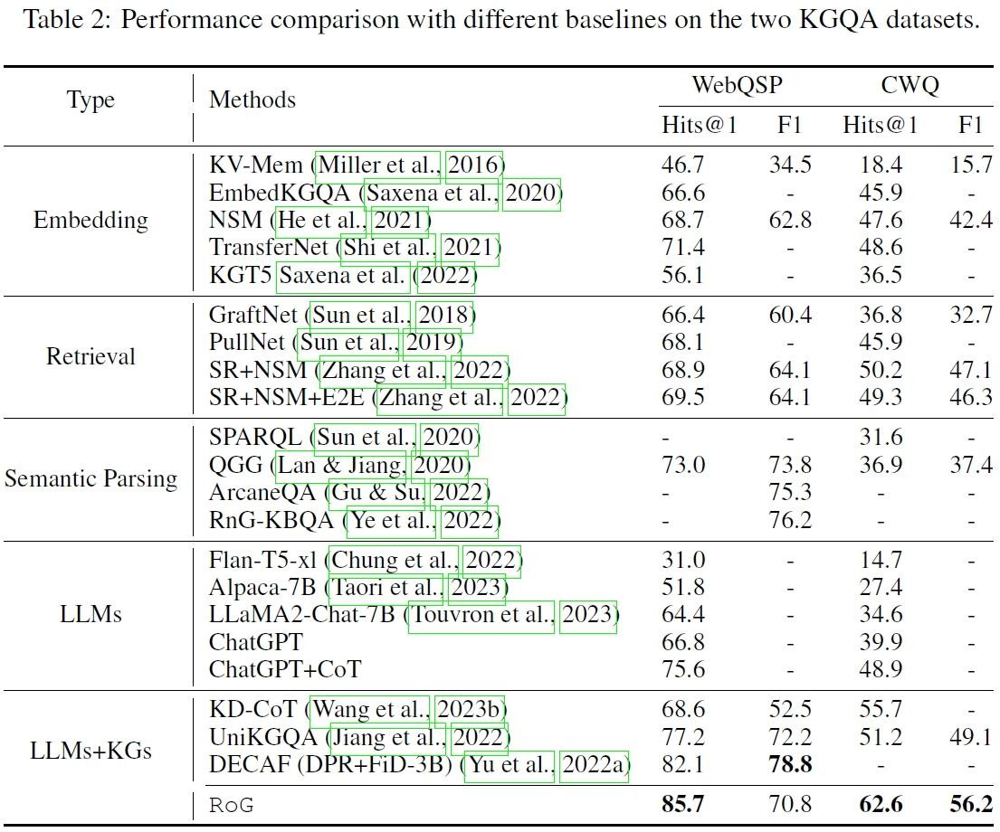 Table 2: Performance comparison with different baselines on the two KGQA datasets.
Type Methods WebQSP CWQ
Hits@1 F1 Hits@1 F1
Embedding
KV-Mem (Miller et al., 2016) 46.7 34.5 18.4 15.7
EmbedKGQA (Saxena et al., 2020) 66.6 - 45.9 -
NSM (He et al., 2021) 68.7 62.8 47.6 42.4
TransferNet (Shi et al., 2021) 71.4 - 48.6 -
KGT5 Saxena et al. (2022) 56.1 - 36.5 -
Retrieval
GraftNet (Sun et al., 2018) 66.4 60.4 36.8 32.7
PullNet (Sun et al., 2019) 68.1 - 45.9 -
SR+NSM (Zhang et al., 2022) 68.9 64.1 50.2 47.1
SR+NSM+E2E (Zhang et al., 2022) 69.5 64.1 49.3 46.3
Semantic Parsing
SPARQL (Sun et al., 2020) - - 31.6 -
QGG (Lan & Jiang, 2020) 73.0 73.8 36.9 37.4
ArcaneQA (Gu & Su, 2022) - 75.3 - -
RnG-KBQA (Ye et al., 2022) - 76.2 - -
LLMs
Flan-T5-xl (Chung et al., 2022) 31.0 - 14.7 -
Alpaca-7B (Taori et al., 2023) 51.8 - 27.4 -
LLaMA2-Chat-7B (Touvron et al., 2023) 64.4 - 34.6 -
ChatGPT 66.8 - 39.9 -
ChatGPT+CoT 75.6 - 48.9 -
LLMs+KGs
KD-CoT (Wang et al., 2023b) 68.6 52.5 55.7 -
UniKGQA (Jiang et al., 2022) 77.2 72.2 51.2 49.1
DECAF (DPR+FiD-3B) (Yu et al., 2022a) 82.1 78.8 - -
RoG 85.7 70.8 62.6 56.2